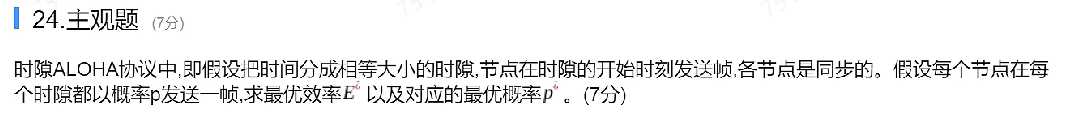 24.主观题 (7分)
时隙ALOHA协议中,即假设把时间分成相等大小的时隙,节点在时隙的开始时刻发送帧,各节点是同步的。假设每个节点在每
个时隙都以概率p发送一帧,求最优效率E 以及对应的最优概率p 。(7分)